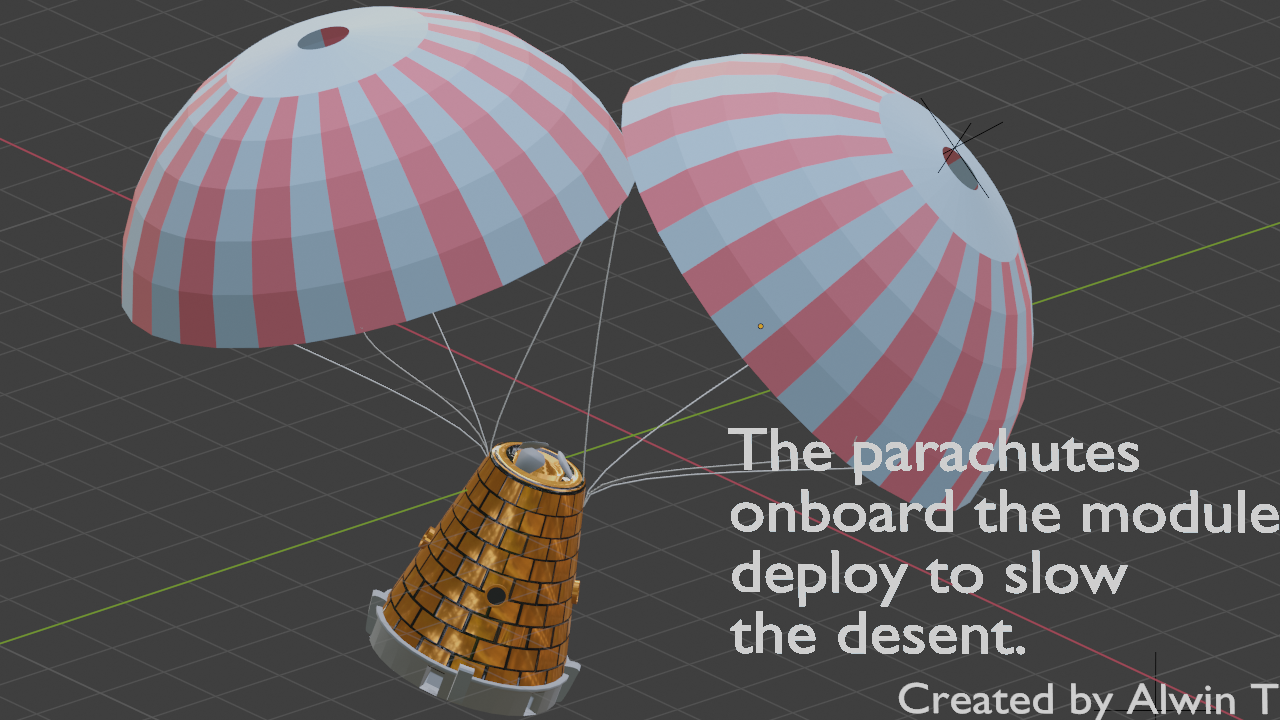 The parachutes
onboard the module
deploy to slow
the desent.
Created by Alwin T